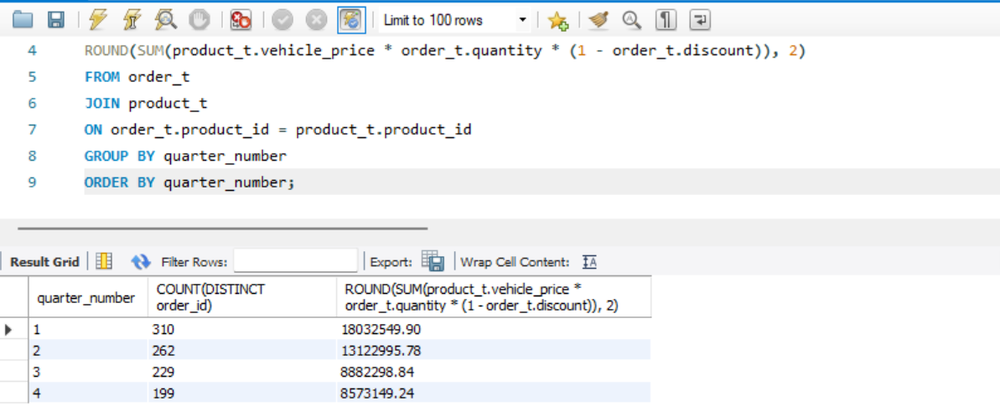 Limit to 100 rows
4 ROUND(SUM(product_t.vehicle_price * order_t.quantity * (1 - order_t.discount)), 2)
5 FROM order_t
6 JOIN product_t
7 ON order_t.product_id = product_t.product_id
8 GROUP BY quarter_number
9 ORDER BY quarter_number;
Result Grid Filter Rows: Export: Wrap Cell Content: IA
quarter_number COUNT(DISTINCT order_id) ROUND(SUM(product_t.vehicle_price * order_t.quantity * (1 - order_t.discount)), 2)
1 310 18032549.90
2 262 13122995.78
3 229 8882298.84
4 199 8573149.24